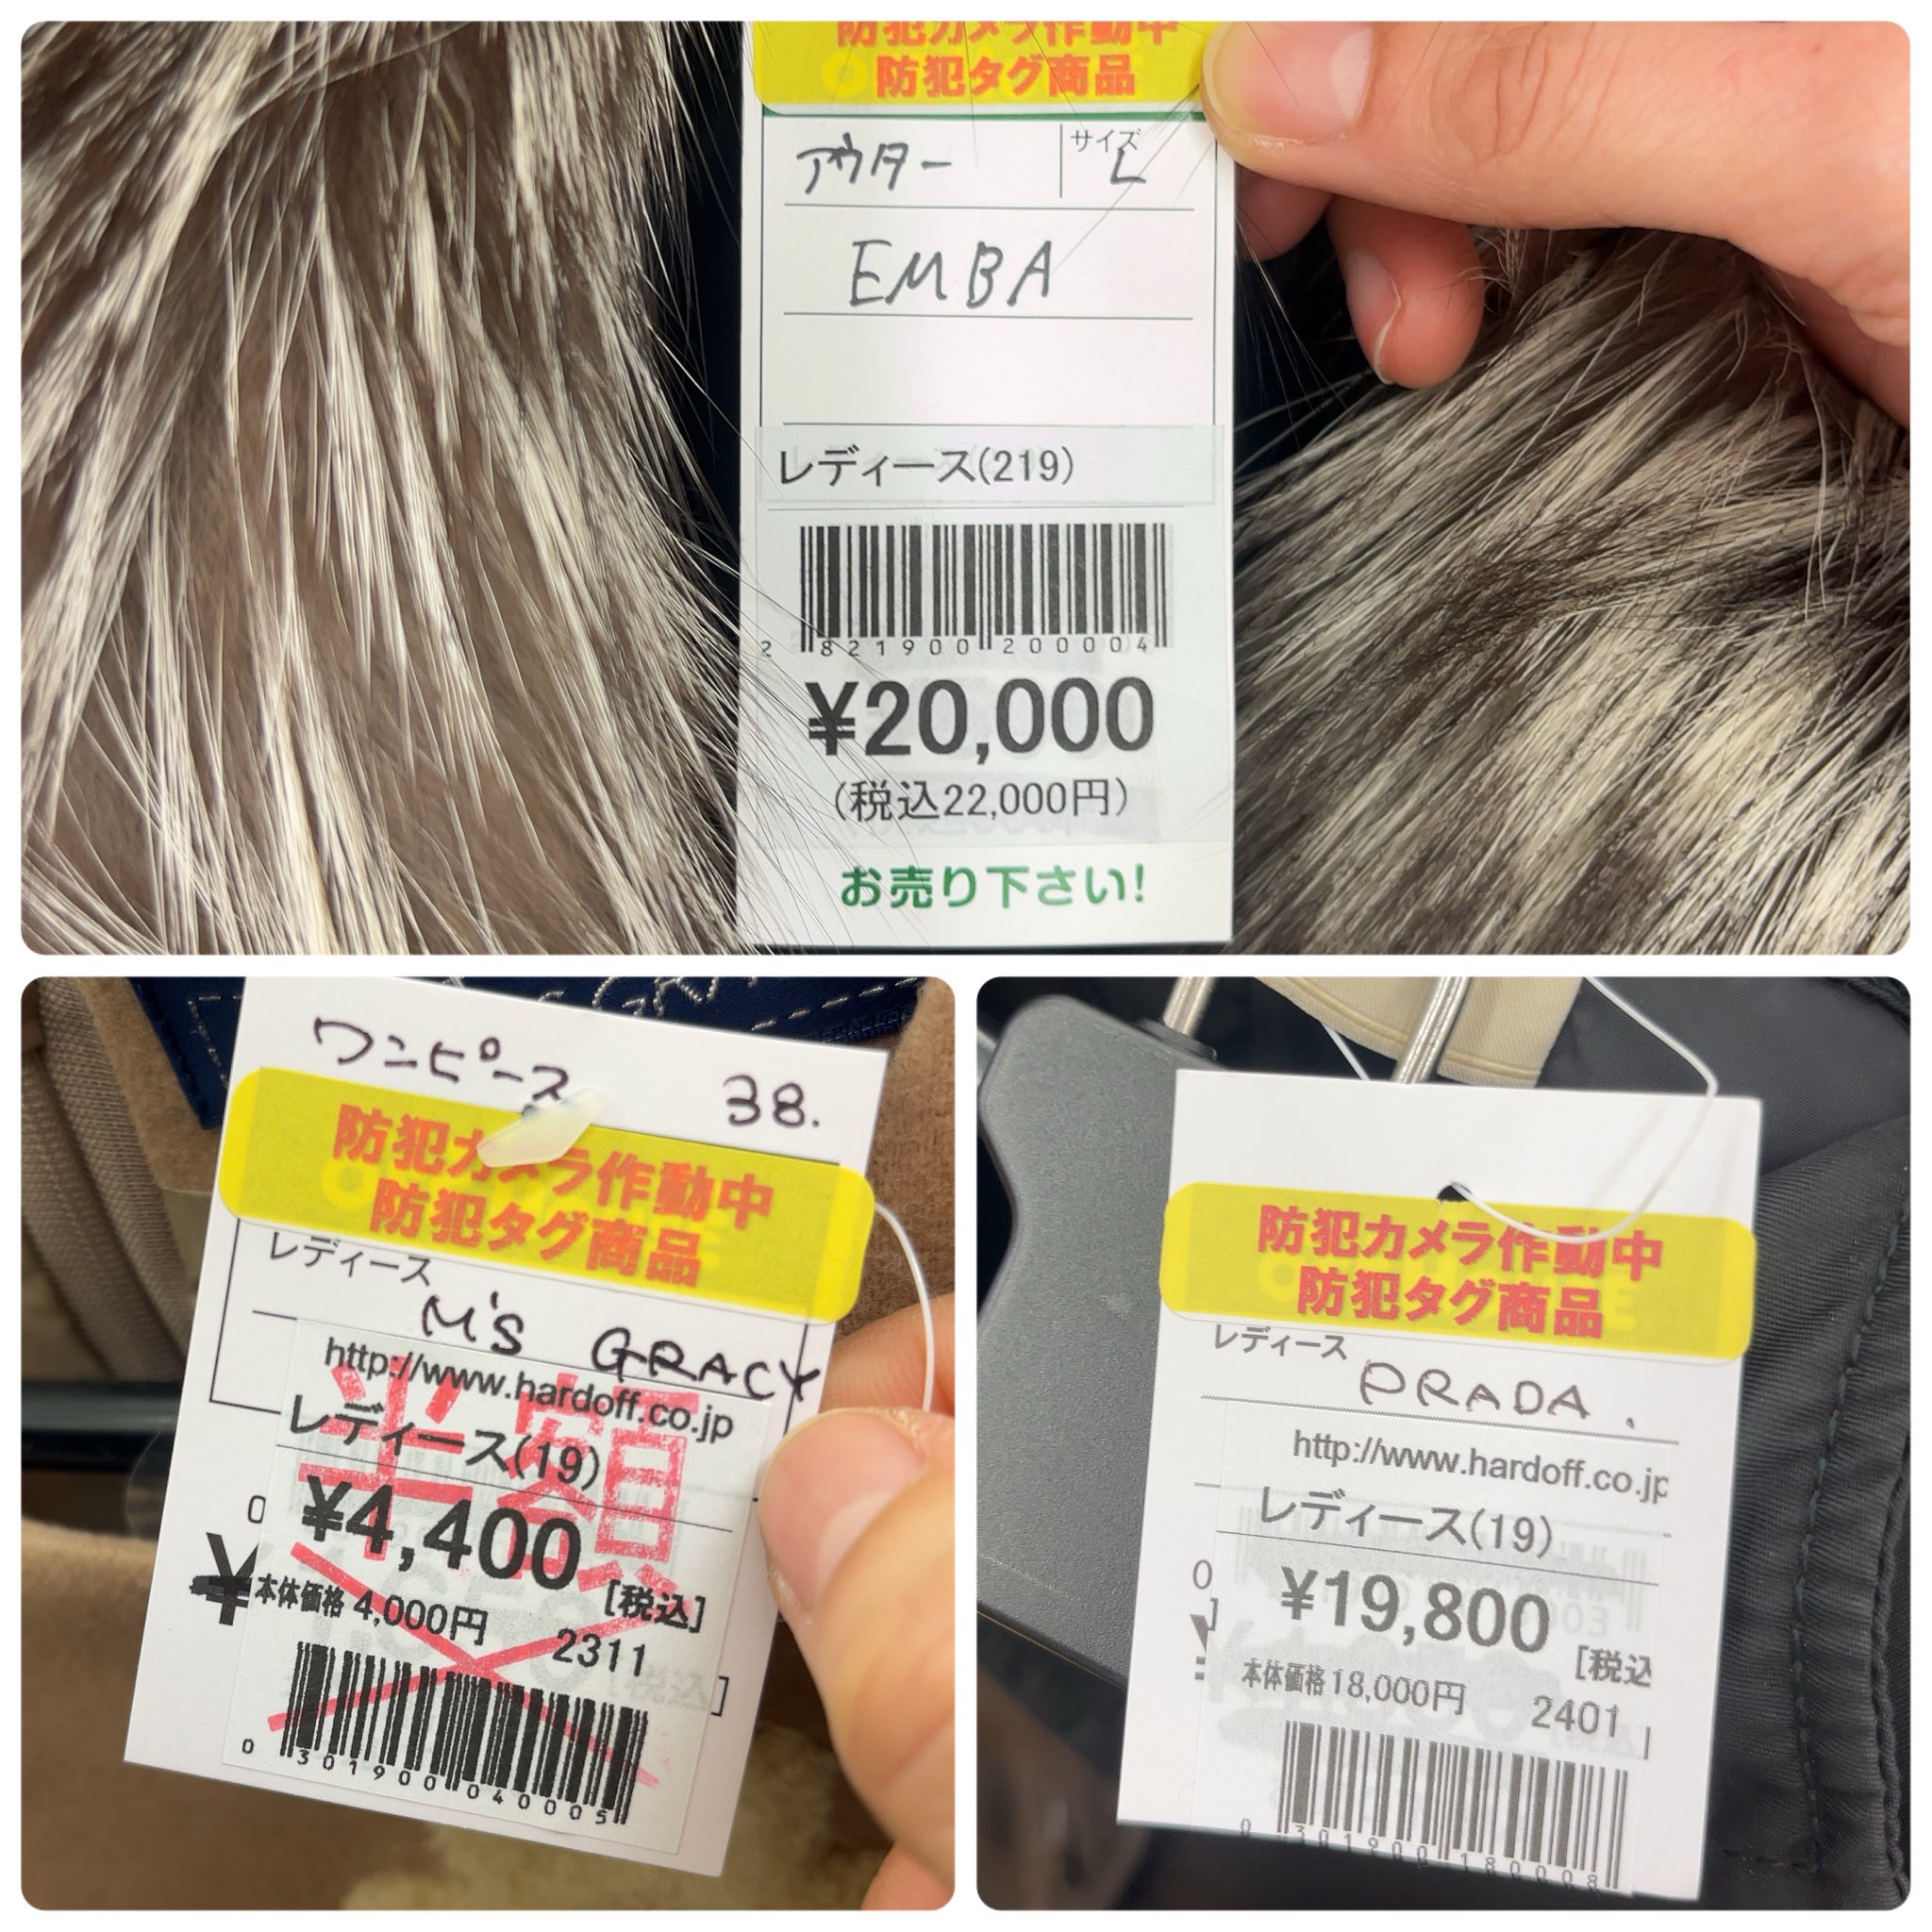 防犯カメラ作動中
防犯タグ商品
アウター サイズ L
EMBA
レディース(219)
2 821900 200004
¥20,000
(税込22,000円)
お売り下さい!
ワンピース 38.
防犯カメラ作動中
防犯タグ商品
レディース
M'S GRACY
http://www.hardoff.co.jp
半額
レディース(19)
¥4,400
[税込]
本体価格 4,000円 2311
0 301900 040005
防犯カメラ作動中
防犯タグ商品
レディース
PRADA.
http://www.hardoff.co.jp
レディース(19)
¥19,800
[税込
本体価格 18,000円 2401
0 301900 180008